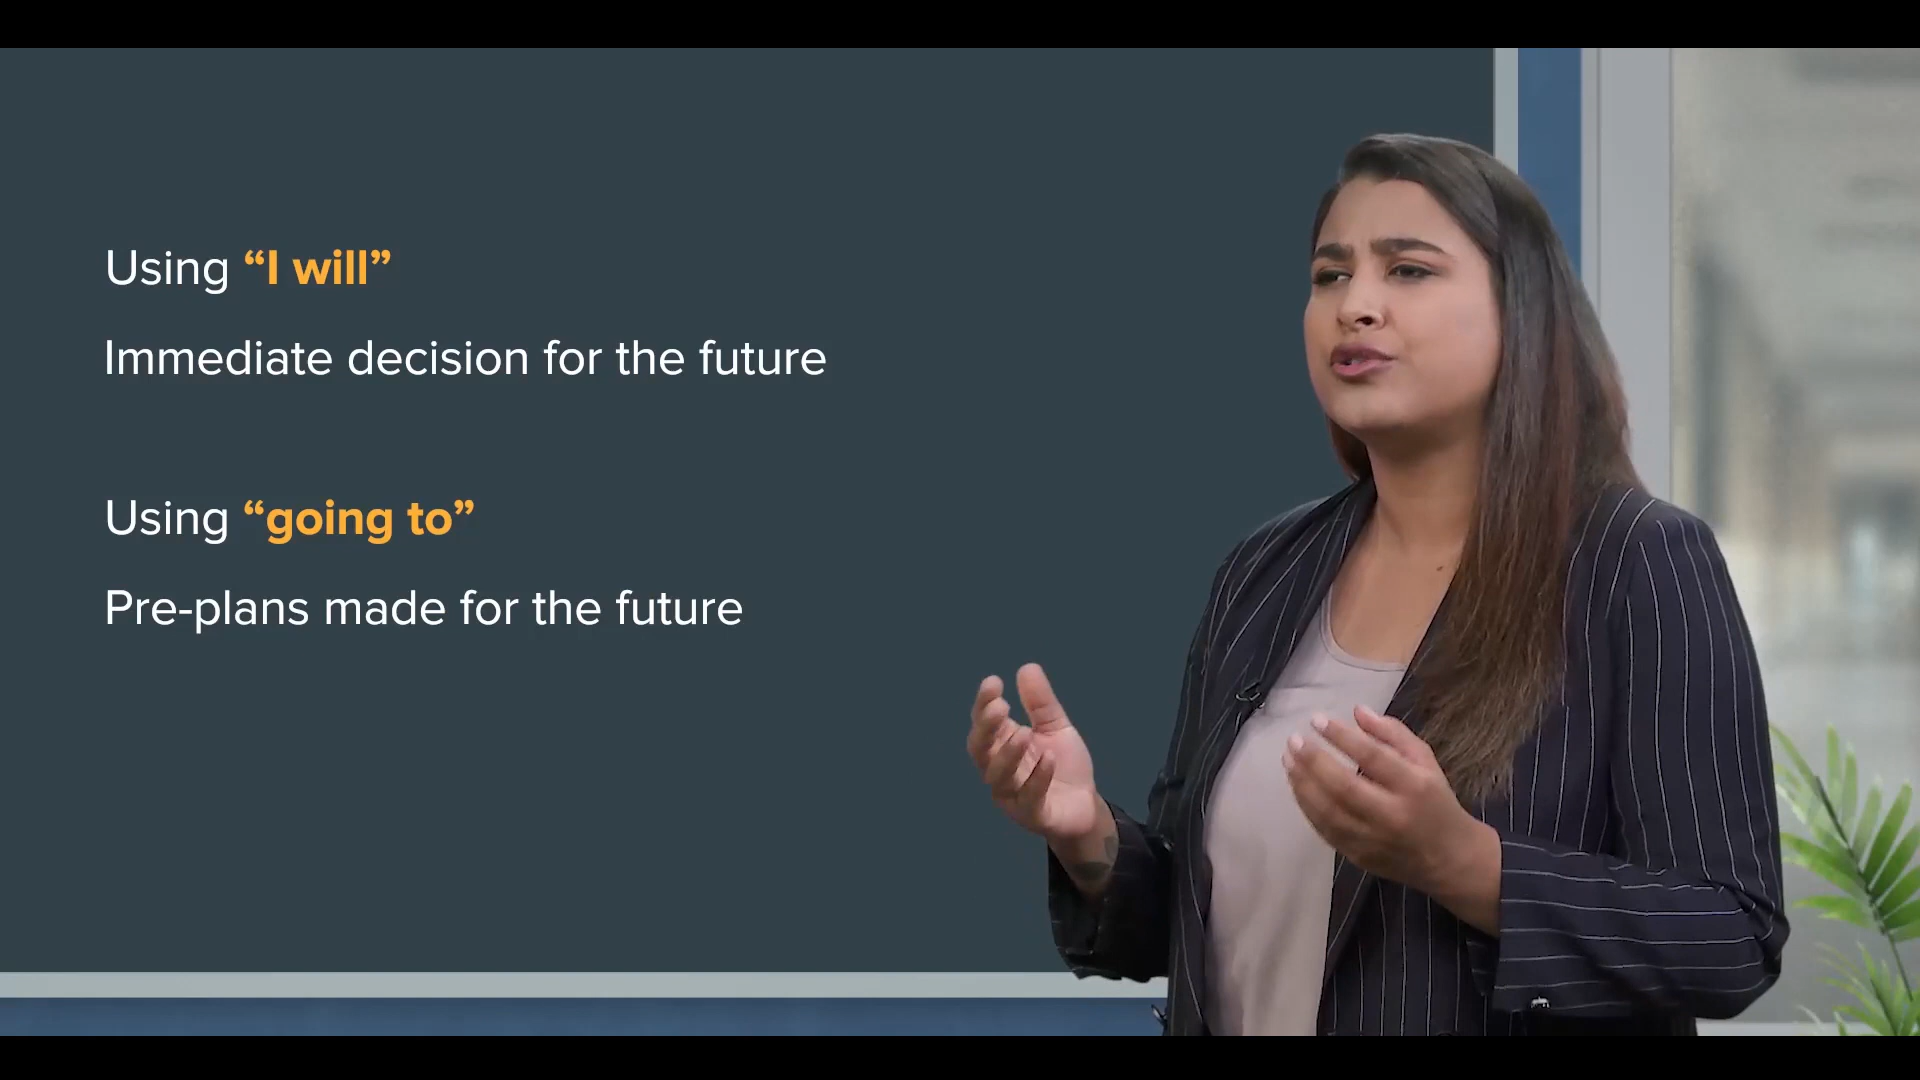 Using “I will”
Immediate decision for the future
Using “going to”
Pre-plans made for the future